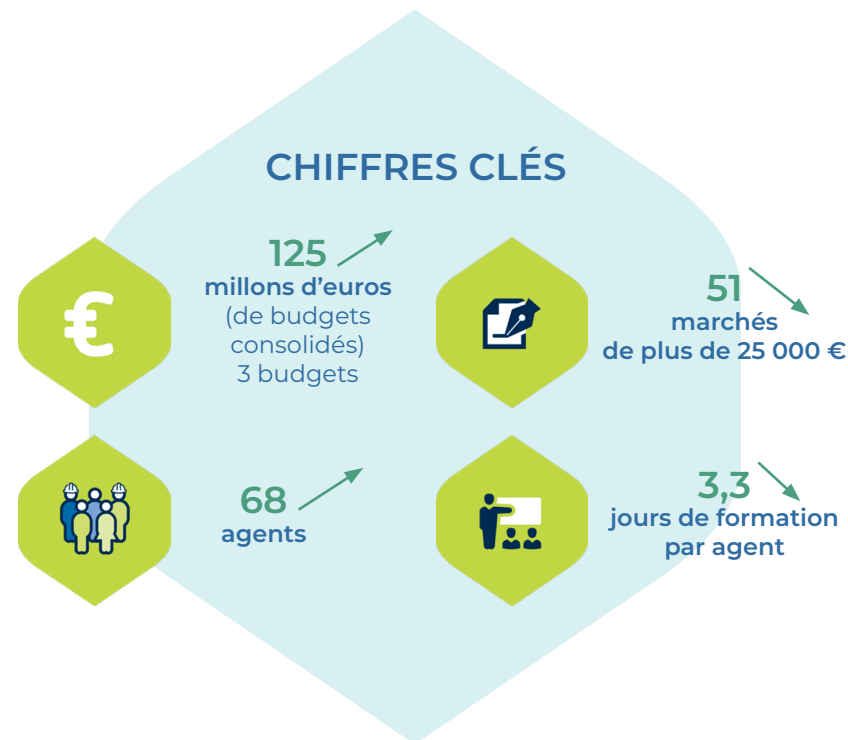 CHIFFRES CLÉS
125
millons d'euros
(de budgets
consolidés)
3 budgets
51
marchés
de plus de 25 000 €
68
agents
3,3
jours de formation
par agent
€